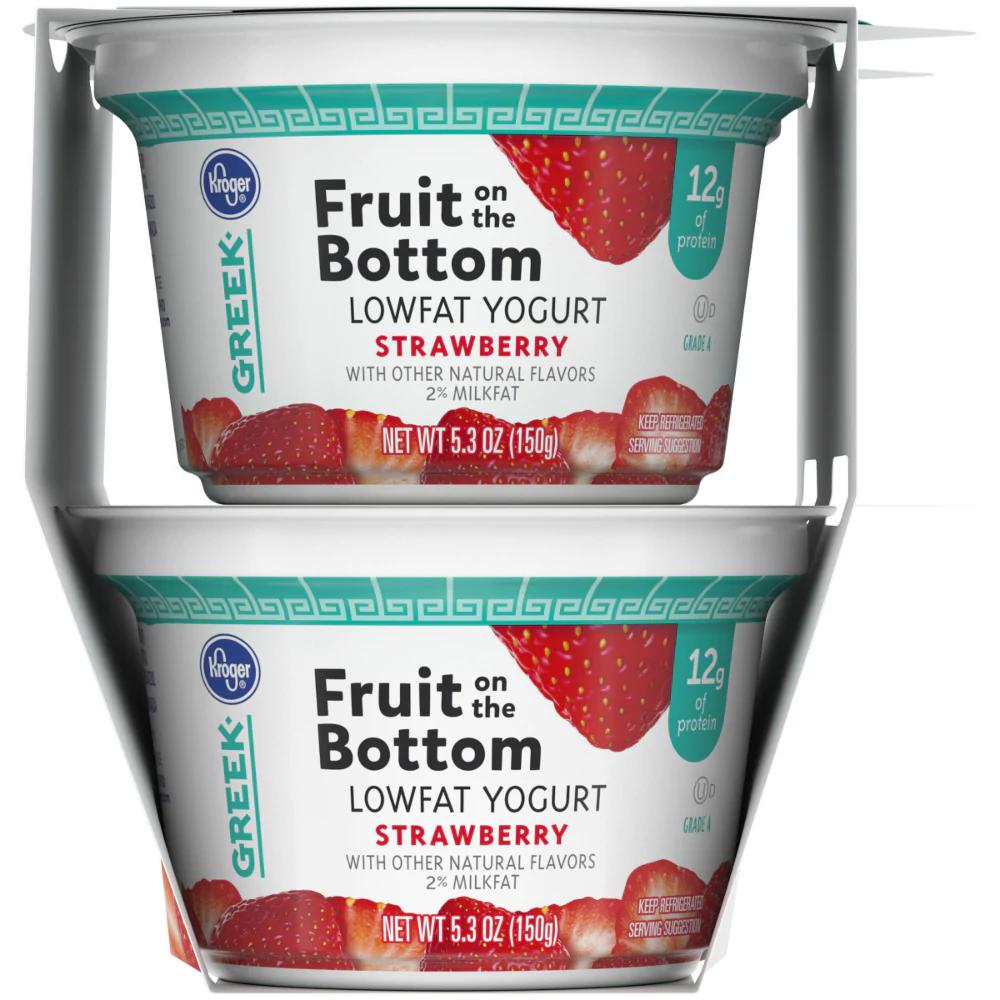 Kroger®
GREEK
Fruit on the
Bottom
LOWFAT YOGURT
STRAWBERRY
WITH OTHER NATURAL FLAVORS
2% MILKFAT
NET WT 5.3 OZ (150g)
12g
of
protein
U D
GRADE A
KEEP REFRIGERATED
SERVING SUGGESTION
Kroger®
GREEK
Fruit on the
Bottom
LOWFAT YOGURT
STRAWBERRY
WITH OTHER NATURAL FLAVORS
2% MILKFAT
NET WT 5.3 OZ (150g)
12g
of
protein
U D
GRADE A
KEEP REFRIGERATED
SERVING SUGGESTION